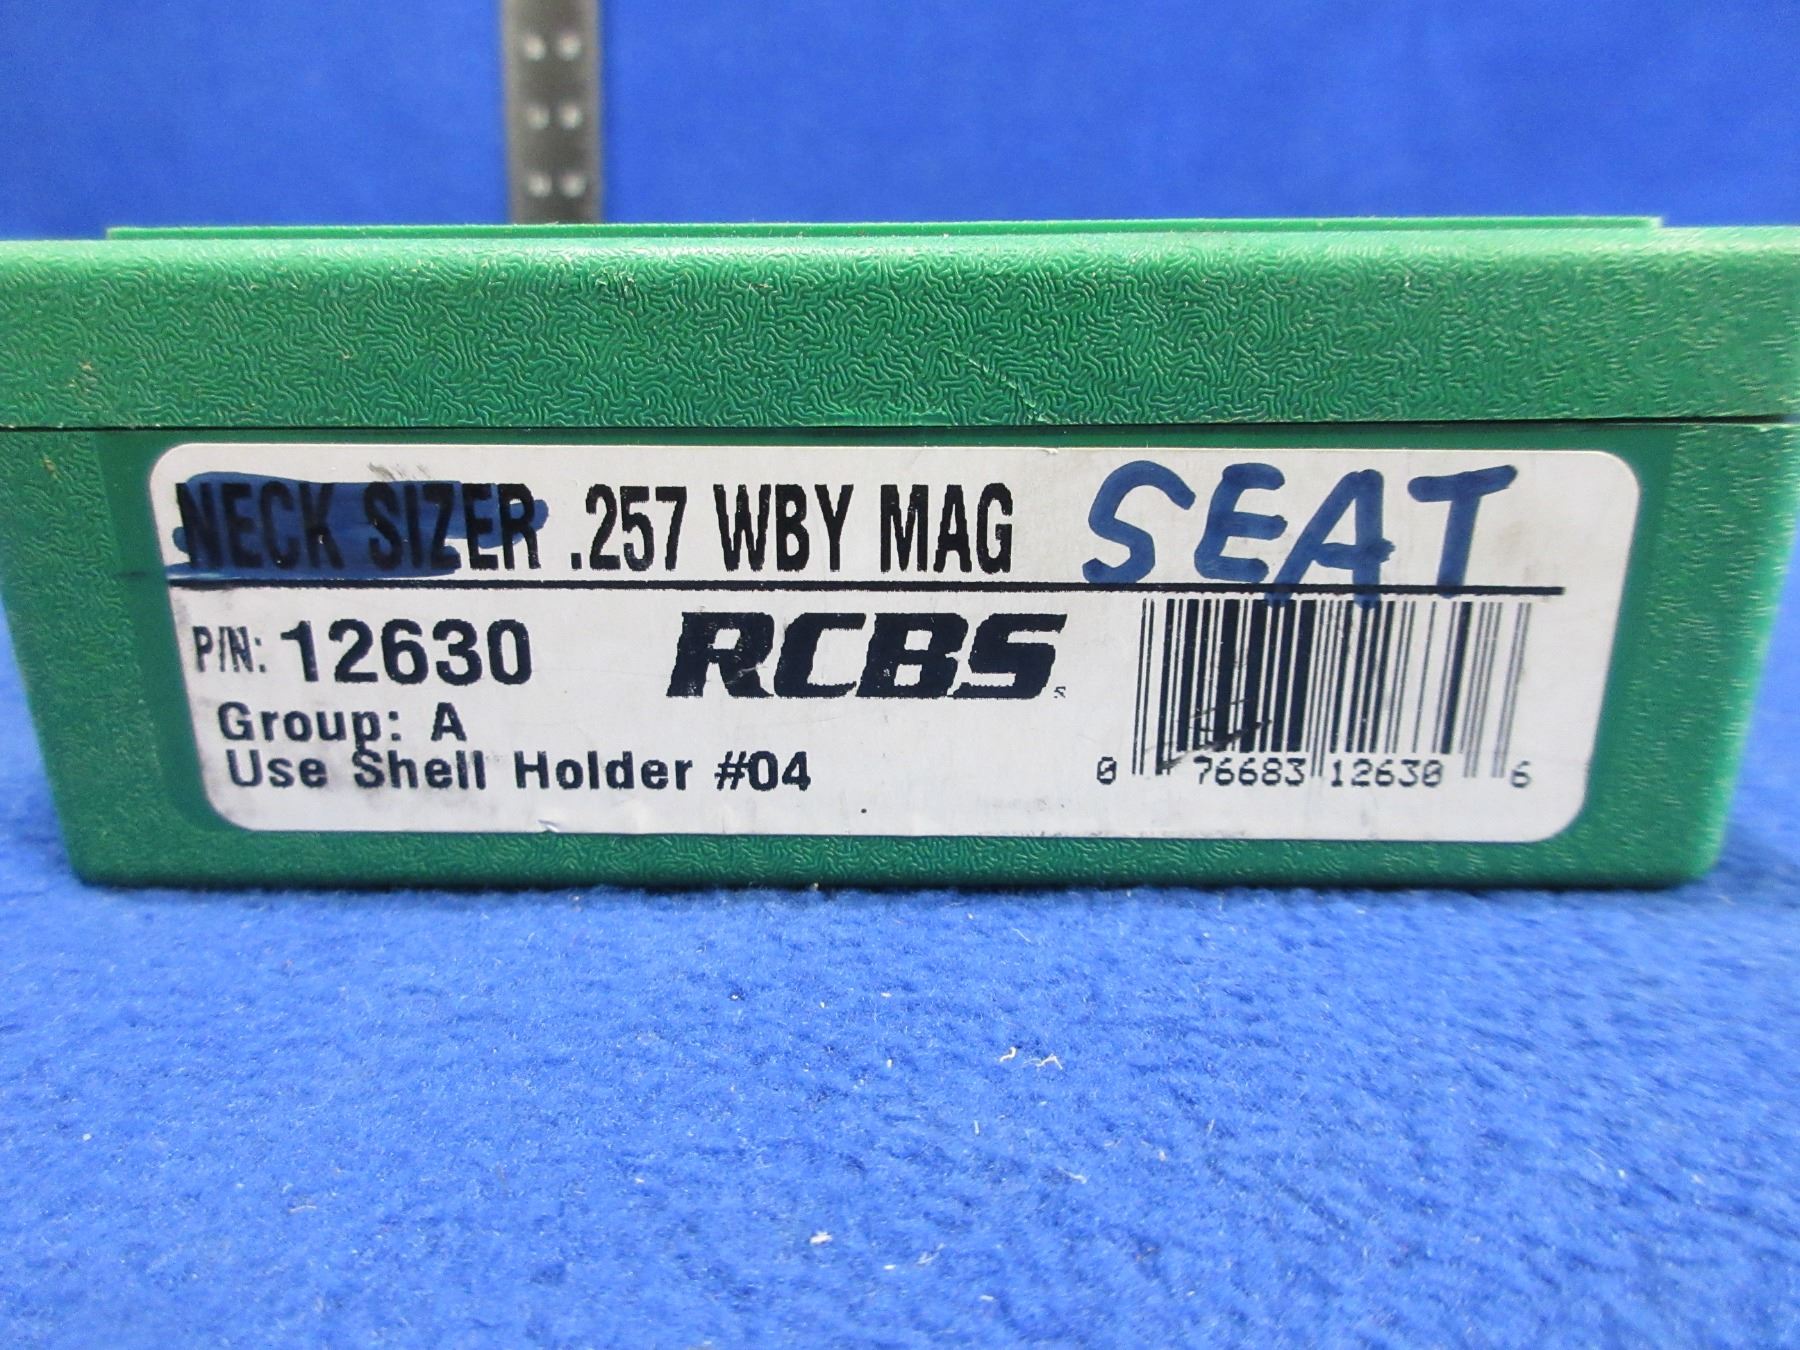 NECK SIZER .257 WBY MAG SEAT
P/N: 12630 RCBS
Group: A
Use Shell Holder #04
0 76683 12630 6